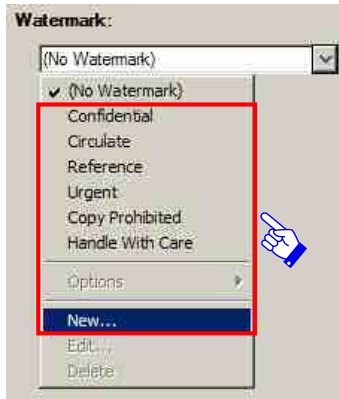 Watermark:
(No Watermark)
(No Watermark)
Confidential
Circulate
Reference
Urgent
Copy Prohibited
Handle With Care
Options
New...
Edit...
Delete